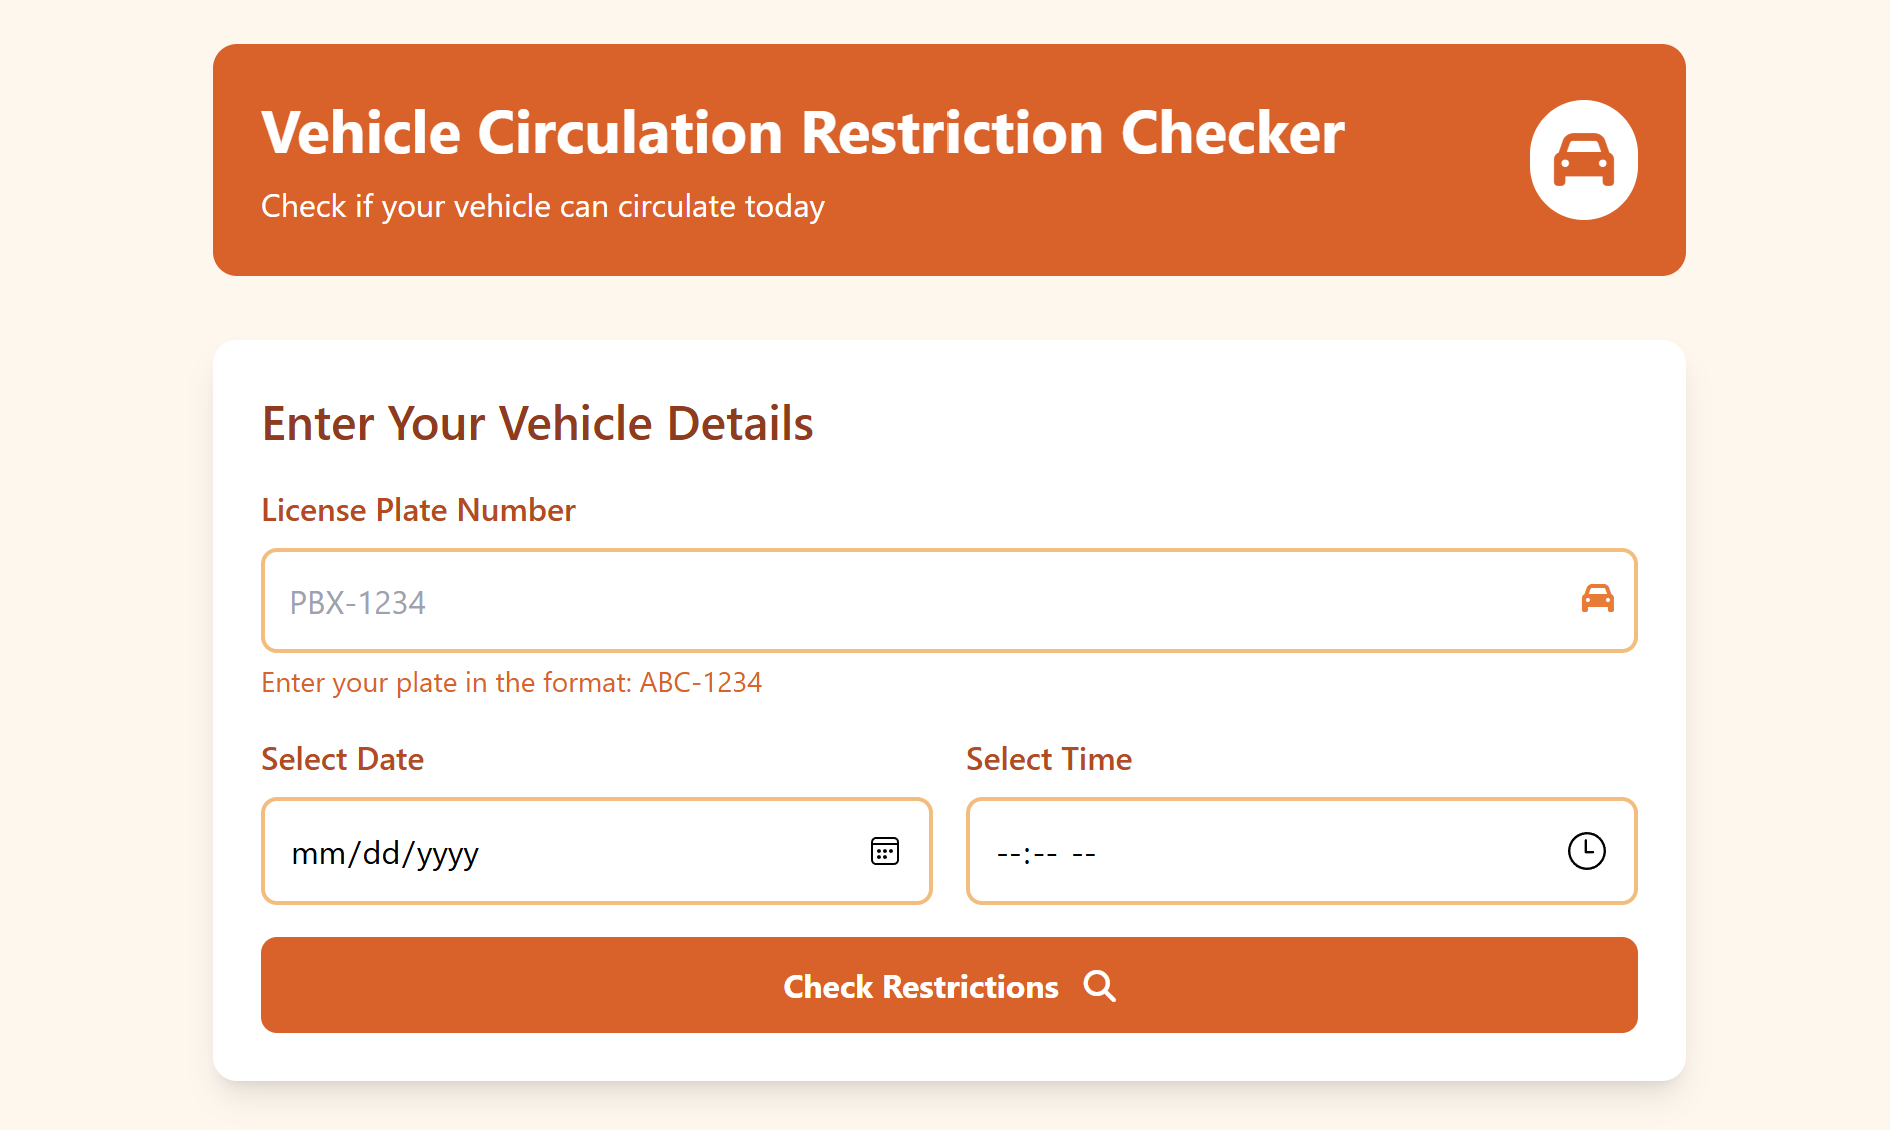 Vehicle Circulation Restriction Checker
Check if your vehicle can circulate today
Enter Your Vehicle Details
License Plate Number
PBX-1234
Enter your plate in the format: ABC-1234
Select Date
Select Time
mm/dd/yyyy
--:-- --
Check Restrictions